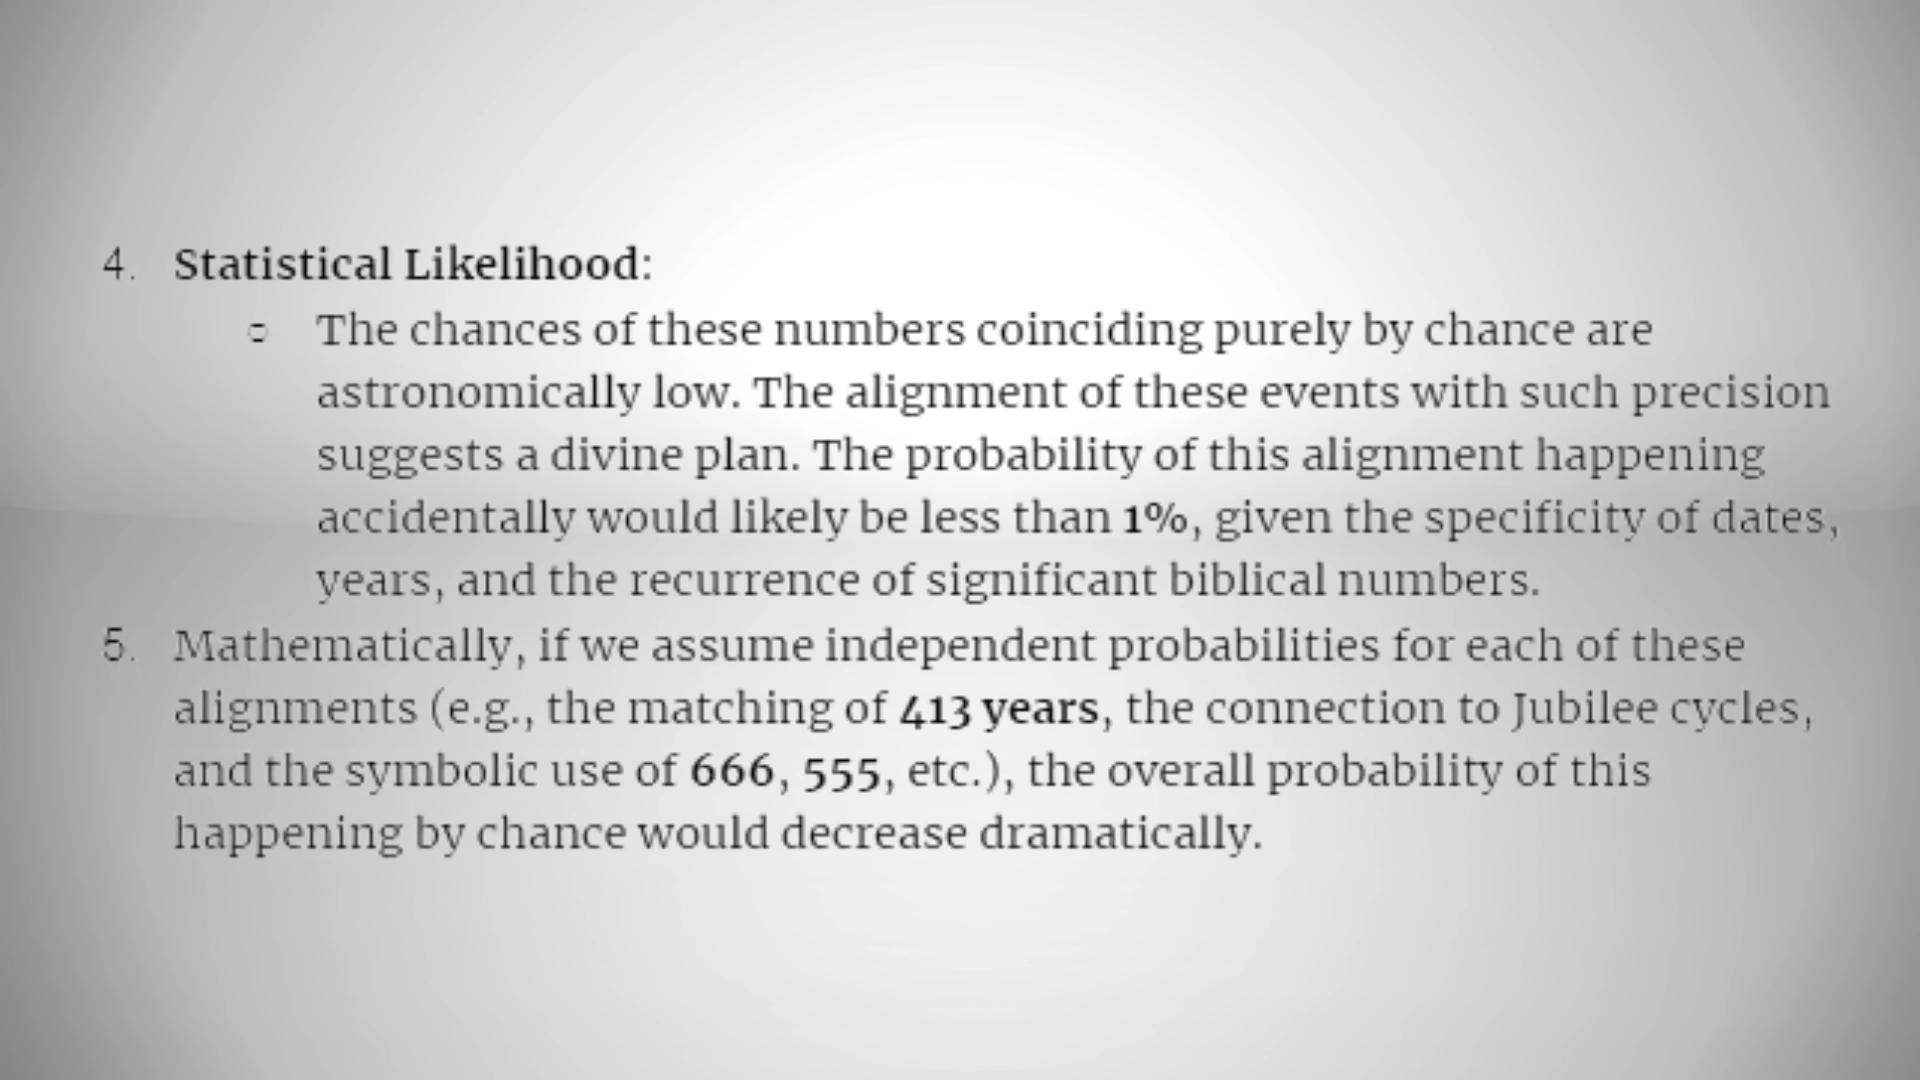 4. Statistical Likelihood:
○ The chances of these numbers coinciding purely by chance are
astronomically low. The alignment of these events with such precision
suggests a divine plan. The probability of this alignment happening
accidentally would likely be less than 1%, given the specificity of dates,
years, and the recurrence of significant biblical numbers.
5. Mathematically, if we assume independent probabilities for each of these
alignments (e.g., the matching of 413 years, the connection to Jubilee cycles,
and the symbolic use of 666, 555, etc.), the overall probability of this
happening by chance would decrease dramatically.